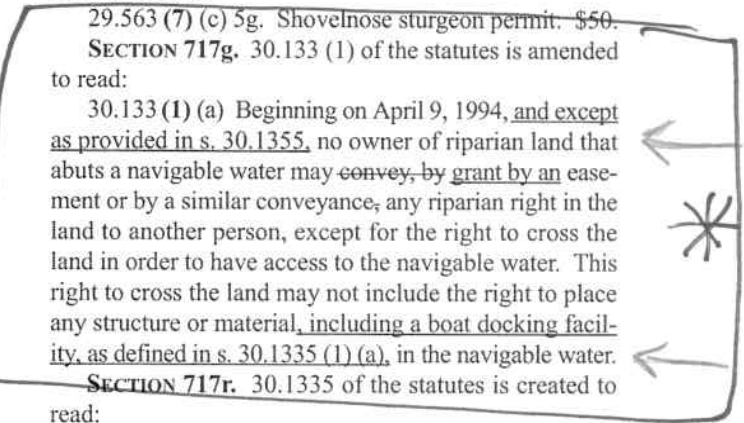 29.563 (7) (c) 5g. Shovelnose sturgeon permit: $50.
SECTION 717g. 30.133 (1) of the statutes is amended
to read:
30.133 (1) (a) Beginning on April 9, 1994, and except
as provided in s. 30.1355, no owner of riparian land that
abuts a navigable water may convey, by grant by an ease-
ment or by a similar conveyance, any riparian right in the
land to another person, except for the right to cross the
land in order to have access to the navigable water. This
right to cross the land may not include the right to place
any structure or material, including a boat docking facil-
ity, as defined in s. 30.1335 (1) (a), in the navigable water.
SECTION 717r. 30.1335 of the statutes is created to
read: